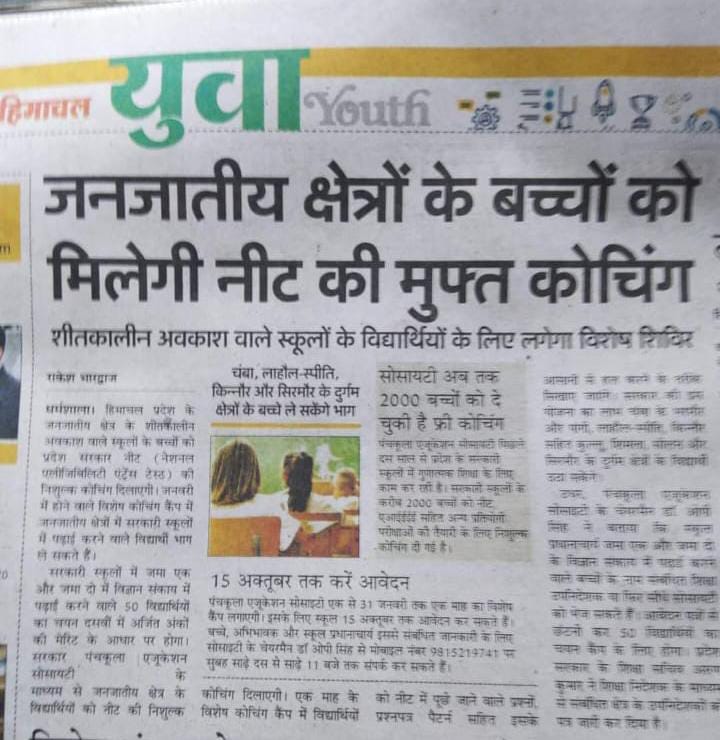 हिमाचल
युवा
Youth
जनजातीय क्षेत्रों के बच्चों को
मिलेगी नीट की मुफ्त कोचिंग
शीतकालीन अवकाश वाले स्कूलों के विद्यार्थियों के लिए लगेगा विशेष शिविर
राकेश भारद्वाज
धर्मशाला। हिमाचल प्रदेश के
जनजातीय क्षेत्र के शीतकालीन
अवकाश वाले स्कूलों के बच्चों को
प्रदेश सरकार नीट (नेशनल
एलीजिबिलिटी एंट्रेंस टेस्ट) की
निशुल्क कोचिंग दिलाएगी। जनवरी
में होने वाले विशेष कोचिंग कैंप में
जनजातीय क्षेत्रों में सरकारी स्कूलों
में पढ़ाई करने वाले विद्यार्थी भाग
ले सकते हैं।
सरकारी स्कूलों में जमा एक
और जमा दो में विज्ञान संकाय में
पढ़ाई करने वाले 50 विद्यार्थियों
का चयन दसवीं में अर्जित अंकों
की मेरिट के आधार पर होगा।
सरकार पंचकूला एजूकेशन
सोसायटी के
माध्यम से जनजातीय क्षेत्र के
विद्यार्थियों को नीट की निशुल्क
चंबा, लाहौल-स्पीति,
किन्नौर और सिरमौर के दुर्गम
क्षेत्रों के बच्चे ले सकेंगे भाग
सोसायटी अब तक
2000 बच्चों को दे
चुकी है फ्री कोचिंग
पंचकूला एजूकेशन सोसायटी पिछले
दस साल से प्रदेश के सरकारी
स्कूलों में गुणात्मक शिक्षा के लिए
काम कर रही है। सरकारी स्कूलों के
करीब 2000 बच्चों को नीट,
एआईईईई सहित अन्य प्रतियोगी
परीक्षाओं की तैयारी के लिए निशुल्क
कोचिंग दी गई है।
15 अक्तूबर तक करें आवेदन
पंचकूला एजूकेशन सोसाइटी एक से 31 जनवरी तक एक माह का विशेष
कैंप लगाएगी। इसके लिए स्कूल 15 अक्तूबर तक आवेदन कर सकते हैं।
बच्चे, अभिभावक और स्कूल प्रधानाचार्य इससे संबंधित जानकारी के लिए
सोसाइटी के चेयरमैन डॉ ओपी सिंह से मोबाइल नंबर 9815219741 पर
सुबह साढ़े दस से साढ़े 11 बजे तक संपर्क कर सकते हैं।
कोचिंग दिलाएगी। एक माह के
विशेष कोचिंग कैंप में विद्यार्थियों
को नीट में पूछे जाने वाले प्रश्नों,
प्रश्नपत्र पैटर्न सहित इसके
आसानी से हल करने के तरीके
सिखाए जाएंगे। सरकार की इस
योजना का लाभ चंबा के भरमौर
और पांगी, लाहौल-स्पीति, किन्नौर
सहित कुल्लू, शिमला, सोलन और
सिरमौर के दुर्गम क्षेत्रों के विद्यार्थी
उठा सकेंगे।
उधर, पंचकूला एजूकेशन
सोसाइटी के चेयरमैन डॉ ओपी
सिंह ने बताया कि स्कूल
प्रधानाचार्य जमा एक और जमा दो
के विज्ञान संकाय में पढ़ाई करने
वाले बच्चों के नाम संबंधित शिक्षा
उपनिदेशक या फिर सीधे सोसायटी
को भेज सकते हैं। आवेदन पत्रों में
छंटनी कर 50 विद्यार्थियों का
चयन कैंप के लिए होगा। प्रदेश
सरकार के शिक्षा सचिव अरुण
कुमार ने शिक्षा निदेशक के माध्यम
से संबंधित क्षेत्र के उपनिदेशकों को
पत्र जारी कर दिया है।